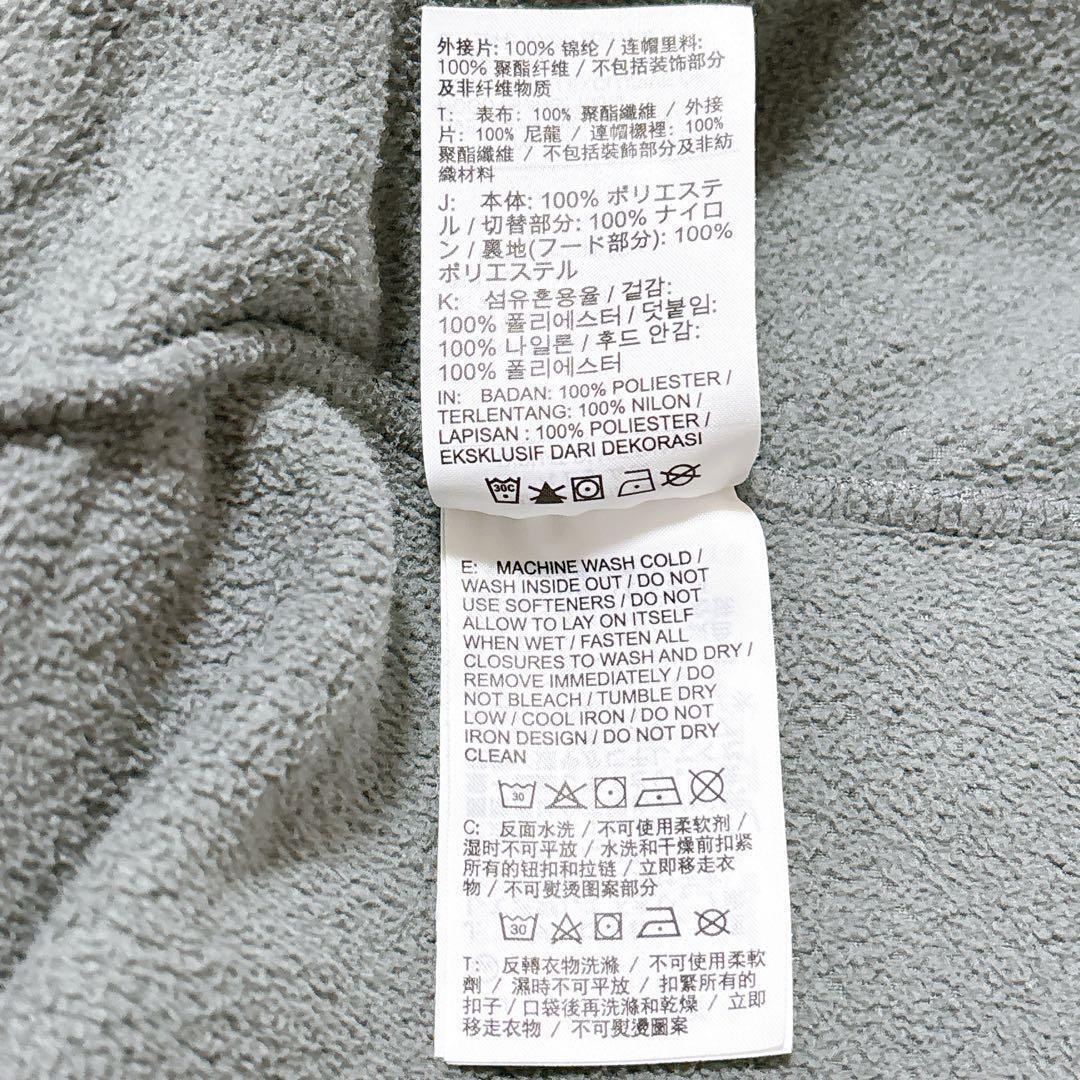 外接片: 100% 锦纶 / 连帽里料:
100% 聚酯纤维 / 不包括装饰部分
及非纤维物质
T: 表布: 100% 聚酯纖維 / 外接
片: 100% 尼龍 / 連帽襯裡: 100%
聚酯纖維 / 不包括裝飾部分及非紡
織材料
J: 本体: 100% ポリエステ
ル / 切替部分: 100% ナイロ
ン / 裏地(フード部分): 100%
ポリエステル
K: 섬유혼용율 / 겉감:
100% 폴리에스터 / 덧붙임:
100% 나일론 / 후드 안감:
100% 폴리에스터
IN: BADAN: 100% POLIESTER /
TERLENTANG: 100% NILON /
LAPISAN : 100% POLIESTER /
EKSKLUSIF DARI DEKORASI
30C
E: MACHINE WASH COLD /
WASH INSIDE OUT / DO NOT
USE SOFTENERS / DO NOT
ALLOW TO LAY ON ITSELF
WHEN WET / FASTEN ALL
CLOSURES TO WASH AND DRY /
REMOVE IMMEDIATELY / DO
NOT BLEACH / TUMBLE DRY
LOW / COOL IRON / DO NOT
IRON DESIGN / DO NOT DRY
CLEAN
30
C: 反面水洗 / 不可使用柔软剂 /
湿时不可平放 / 水洗和干燥前扣紧
所有的钮扣和拉链 / 立即移走衣
物 / 不可熨烫图案部分
30
T: 反轉衣物洗滌 / 不可使用柔軟
劑 / 濕時不可平放 / 扣緊所有的
扣子 / 口袋後再洗滌和乾燥 / 立即
移走衣物 / 不可熨燙圖案